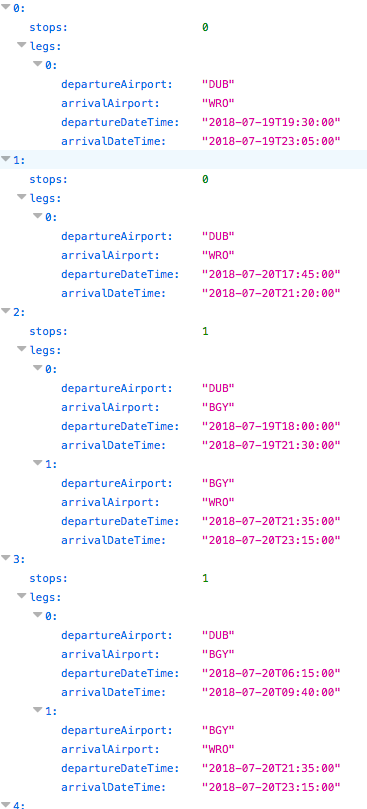 0:
stops: 0
legs:
0:
departureAirport: "DUB"
arrivalAirport: "WRO"
departureDateTime: "2018-07-19T19:30:00"
arrivalDateTime: "2018-07-19T23:05:00"
1:
stops: 0
legs:
0:
departureAirport: "DUB"
arrivalAirport: "WRO"
departureDateTime: "2018-07-20T17:45:00"
arrivalDateTime: "2018-07-20T21:20:00"
2:
stops: 1
legs:
0:
departureAirport: "DUB"
arrivalAirport: "BGY"
departureDateTime: "2018-07-19T18:00:00"
arrivalDateTime: "2018-07-19T21:30:00"
1:
departureAirport: "BGY"
arrivalAirport: "WRO"
departureDateTime: "2018-07-20T21:35:00"
arrivalDateTime: "2018-07-20T23:15:00"
3:
stops: 1
legs:
0:
departureAirport: "DUB"
arrivalAirport: "BGY"
departureDateTime: "2018-07-20T06:15:00"
arrivalDateTime: "2018-07-20T09:40:00"
1:
departureAirport: "BGY"
arrivalAirport: "WRO"
departureDateTime: "2018-07-20T21:35:00"
arrivalDateTime: "2018-07-20T23:15:00"
4: